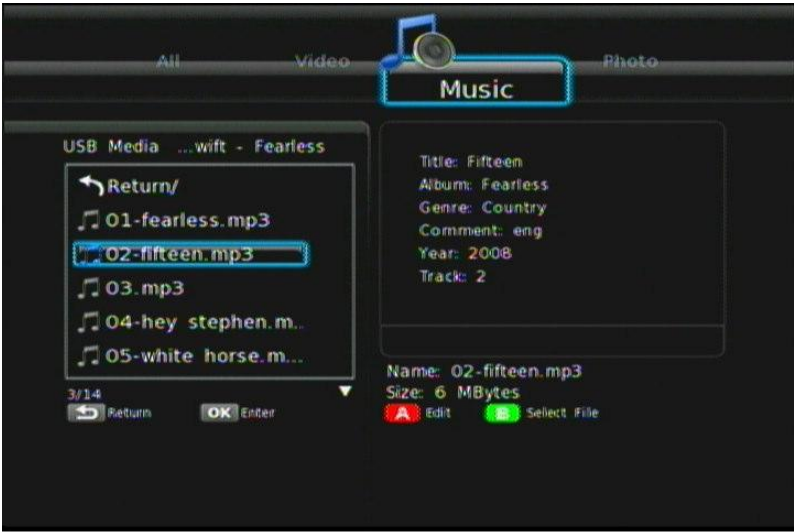 All Video Music Photo
USB Media ...wift - Fearless
Return/
01-fearless.mp3
02-fifteen.mp3
03.mp3
04-hey stephen.m..
05-white horse.m...
3/14
Return OK Enter
Title: Fifteen
Album: Fearless
Genre: Country
Comment: eng
Year: 2008
Track: 2
Name: 02-fifteen.mp3
Size: 6 MBytes
A Edit B Select File